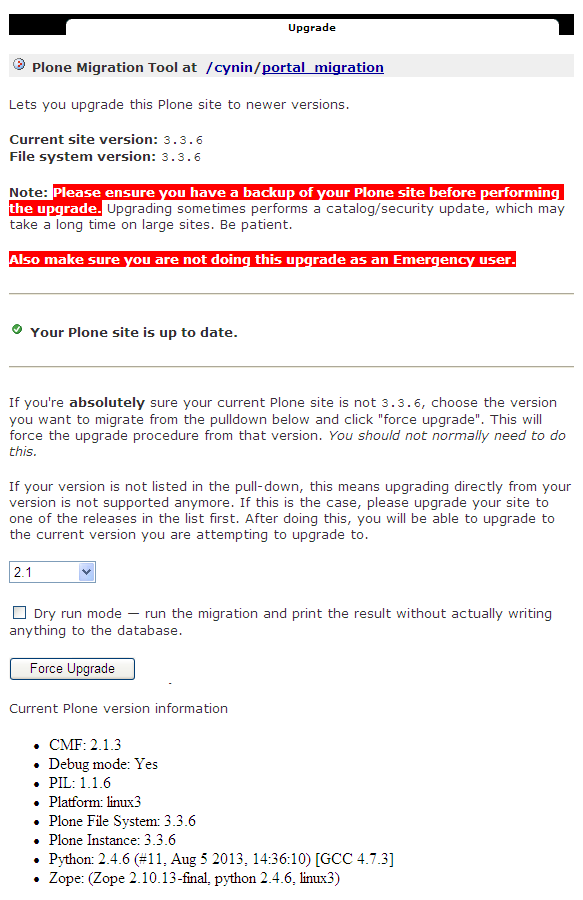 Upgrade
Plone Migration Tool at /cynin/portal_migration
Lets you upgrade this Plone site to newer versions.
Current site version: 3.3.6
File system version: 3.3.6
Note: Please ensure you have a backup of your Plone site before performing
the upgrade. Upgrading sometimes performs a catalog/security update, which may
take a long time on large sites. Be patient.
Also make sure you are not doing this upgrade as an Emergency user.
Your Plone site is up to date.
If you're absolutely sure your current Plone site is not 3.3.6, choose the version
you want to migrate from the pulldown below and click "force upgrade". This will
force the upgrade procedure from that version. You should not normally need to do
this.
If your version is not listed in the pull-down, this means upgrading directly from your
version is not supported anymore. If this is the case, please upgrade your site to
one of the releases in the list first. After doing this, you will be able to upgrade to
the current version you are attempting to upgrade to.
2.1
Dry run mode — run the migration and print the result without actually writing
anything to the database.
Force Upgrade
Current Plone version information
• CMF: 2.1.3
• Debug mode: Yes
• PIL: 1.1.6
• Platform: linux3
• Plone File System: 3.3.6
• Plone Instance: 3.3.6
• Python: 2.4.6 (#11, Aug 5 2013, 14:36:10) [GCC 4.7.3]
• Zope: (Zope 2.10.13-final, python 2.4.6, linux3)